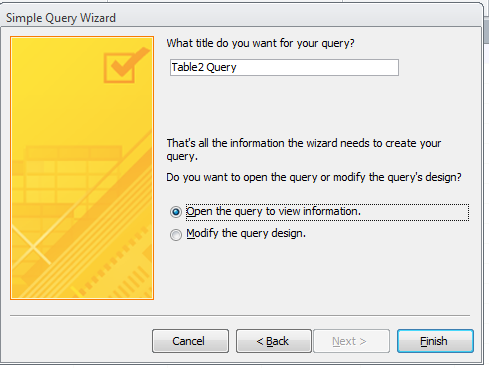 Simple Query Wizard
What title do you want for your query?
Table2 Query
That's all the information the wizard needs to create your
query.
Do you want to open the query or modify the query's design?
Open the query to view information.
Modify the query design.
Cancel
< Back
Next >
Finish